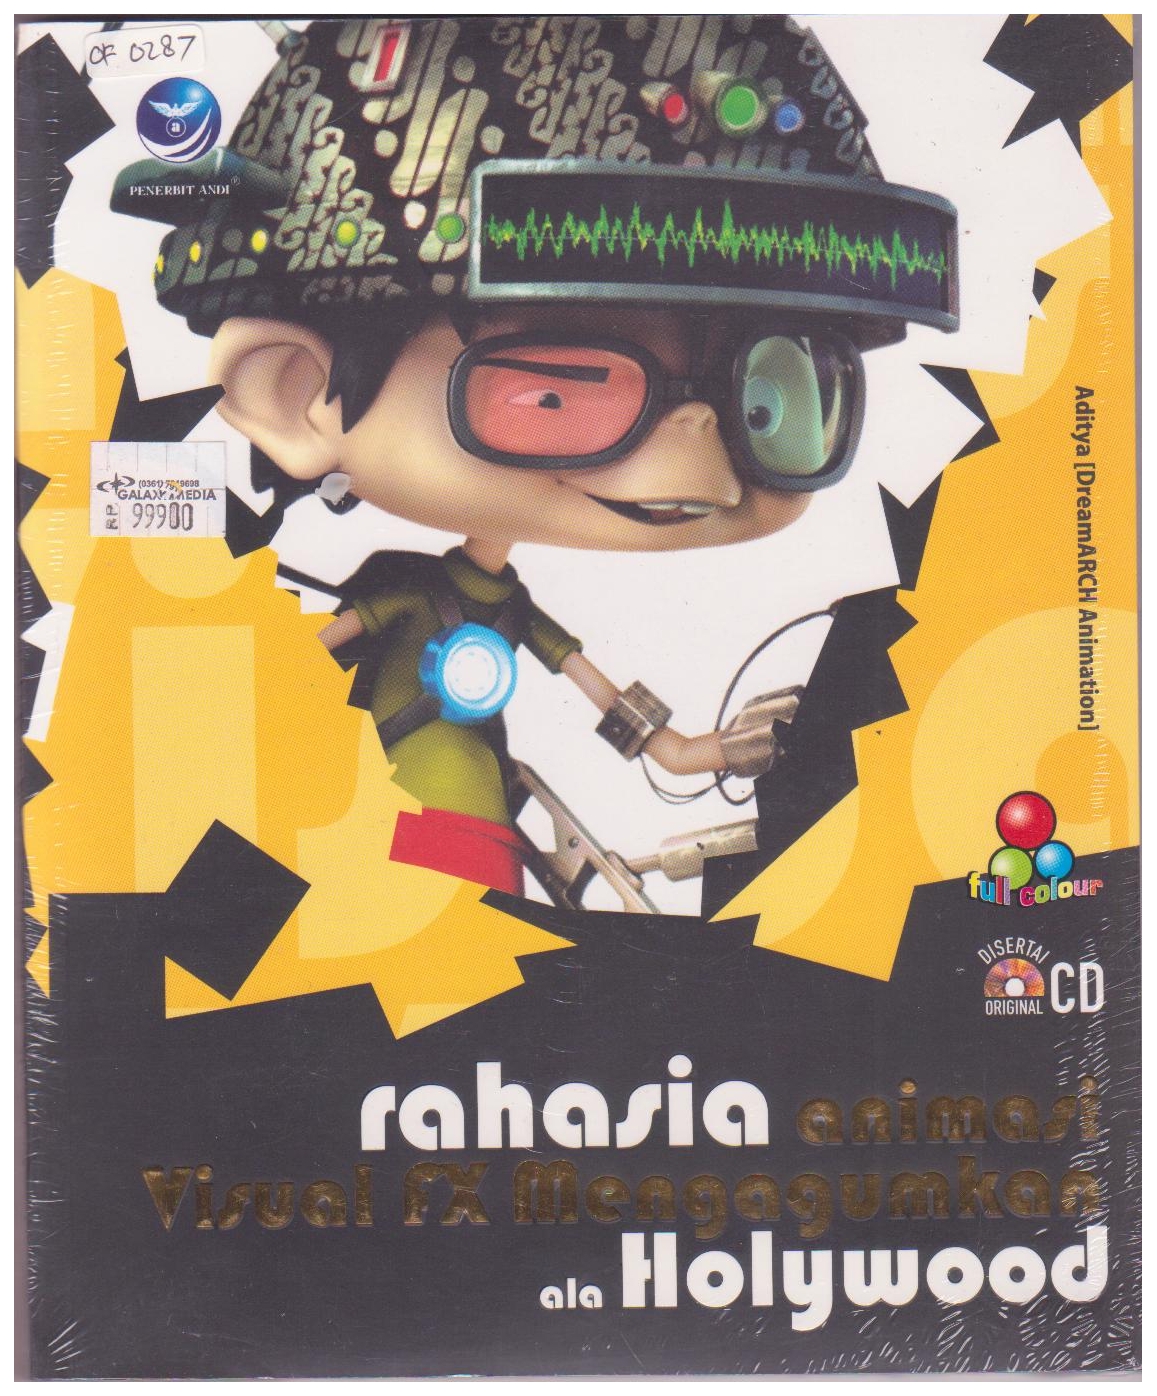 OF 0287
a
PENERBIT ANDI
®
GALAXY MEDIA
RP 99900
Aditya [DreamARCH Animation]
full colour
DISERTAI
CD
ORIGINAL
rahasia animasi
Visual FX Mengagumkan
ala Holywood